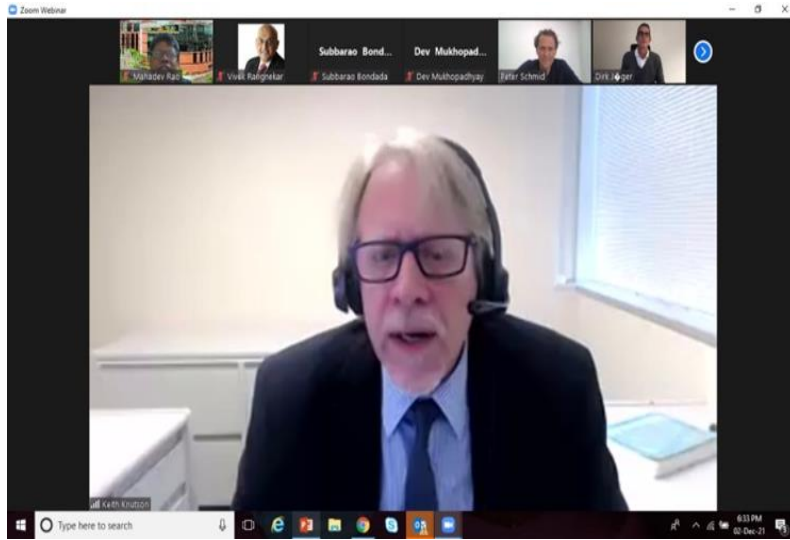 Zoom Webinar
Subbarao Bond...
Dev Mukhopad...
Mahadev Rao
Vivek Rangnekar
Subbarao Bondada
Dev Mukhopadhyay
Peter Schmid
Dirk J�ger
Keith Knutson
Type here to search
6:33 PM
02-Dec-21